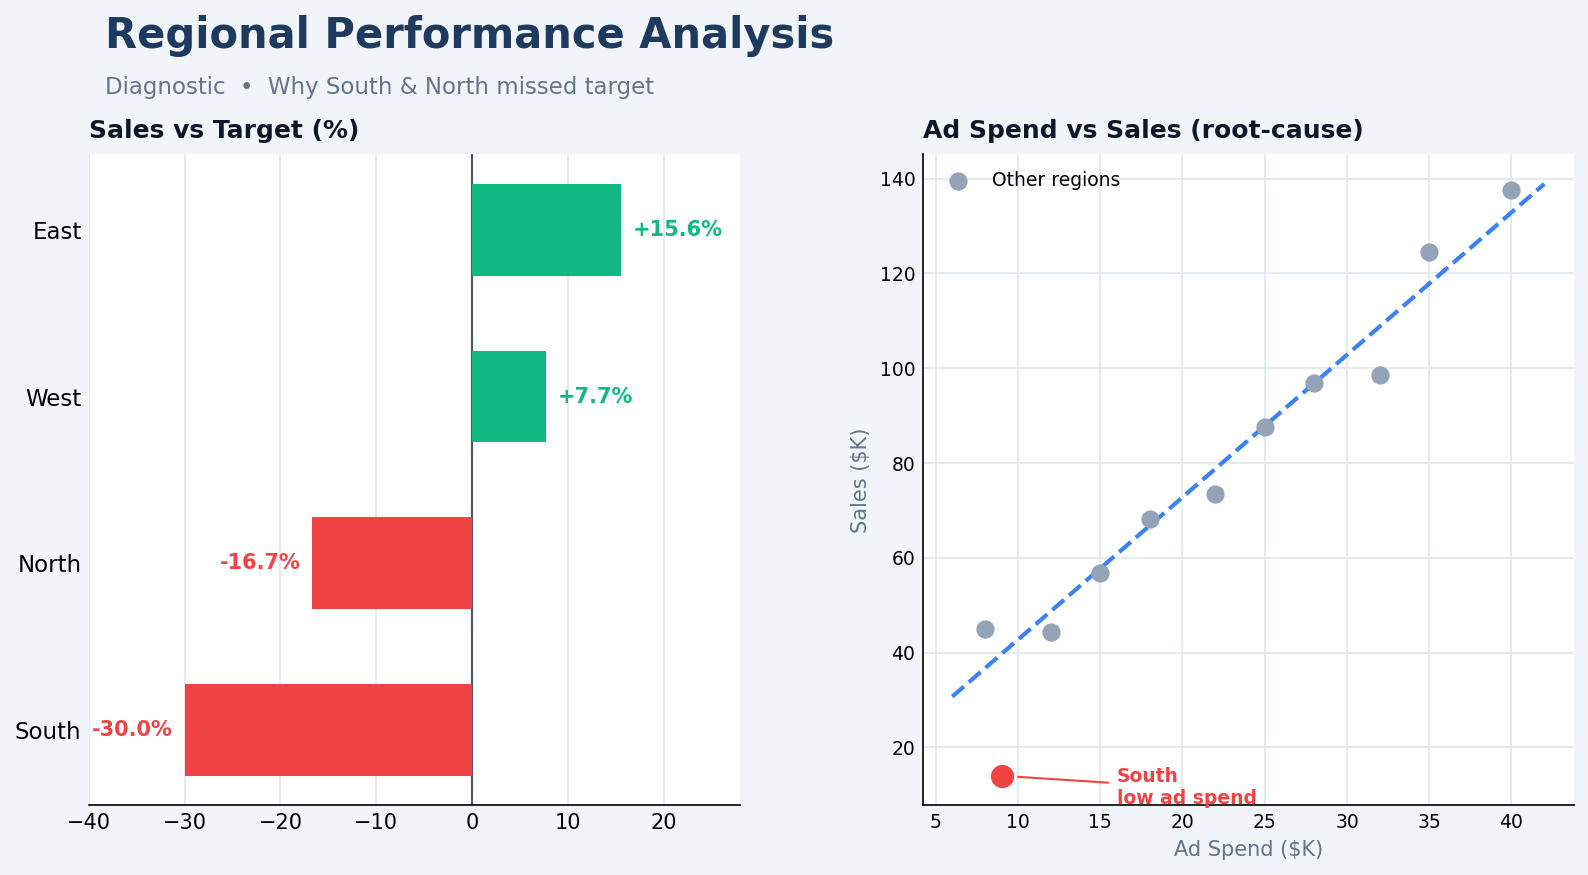 Regional Performance Analysis
Diagnostic • Why South & North missed target
Sales vs Target (%)
East
+15.6%
West
+7.7%
North
-16.7%
South
-30.0%
−40 −30 −20 −10 0 10 20
Ad Spend vs Sales (root-cause)
Other regions
140
120
100
80
60
40
20
Sales ($K)
South
low ad spend
5 10 15 20 25 30 35 40
Ad Spend ($K)